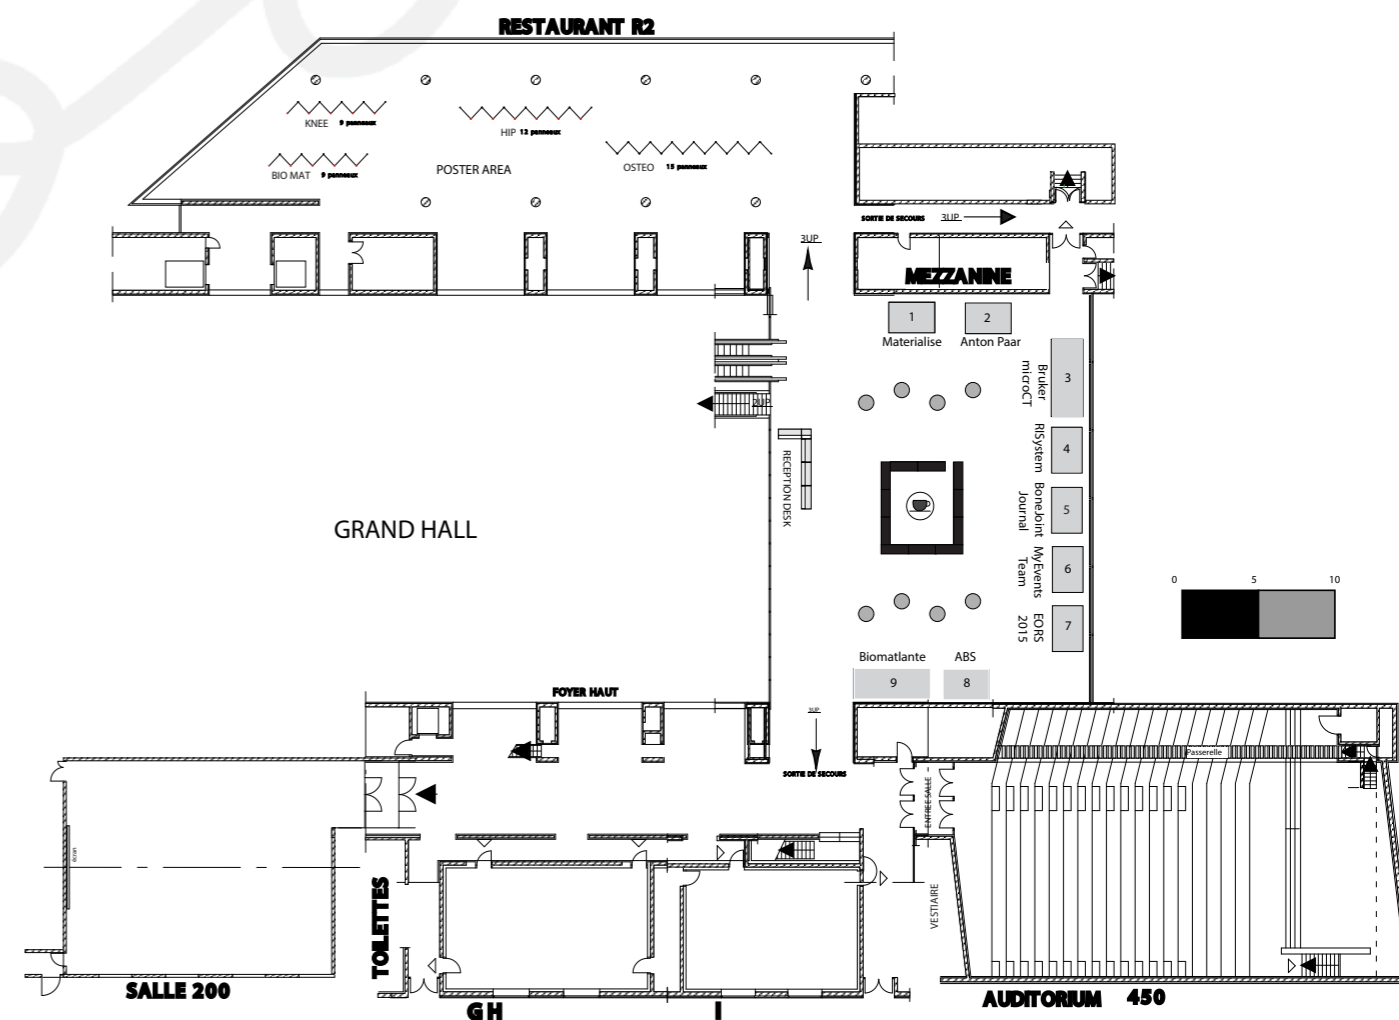 RESTAURANT R2
KNEE 9 panneaux
HIP 12 panneaux
BIO MAT 9 panneaux
POSTER AREA
OSTEO 15 panneaux
SORTIE DE SECOURS 3UP
3UP
MEZZANINE
1
2
Materialise
Anton Paar
3
Bruker
microCT
2UP
4
RISystem
RECEPTION DESK
5
BoneJoint
Journal
GRAND HALL
6
MyEvents
Team
0 5 10
7
EORS
2015
Biomatlante
ABS
9
8
FOYER HAUT
3UP
Passerelle
SORTIE DE SECOURS
ENTREE SALLE
écran
TOILETTES
VESTIAIRE
SALLE 200
G H
I
AUDITORIUM 450